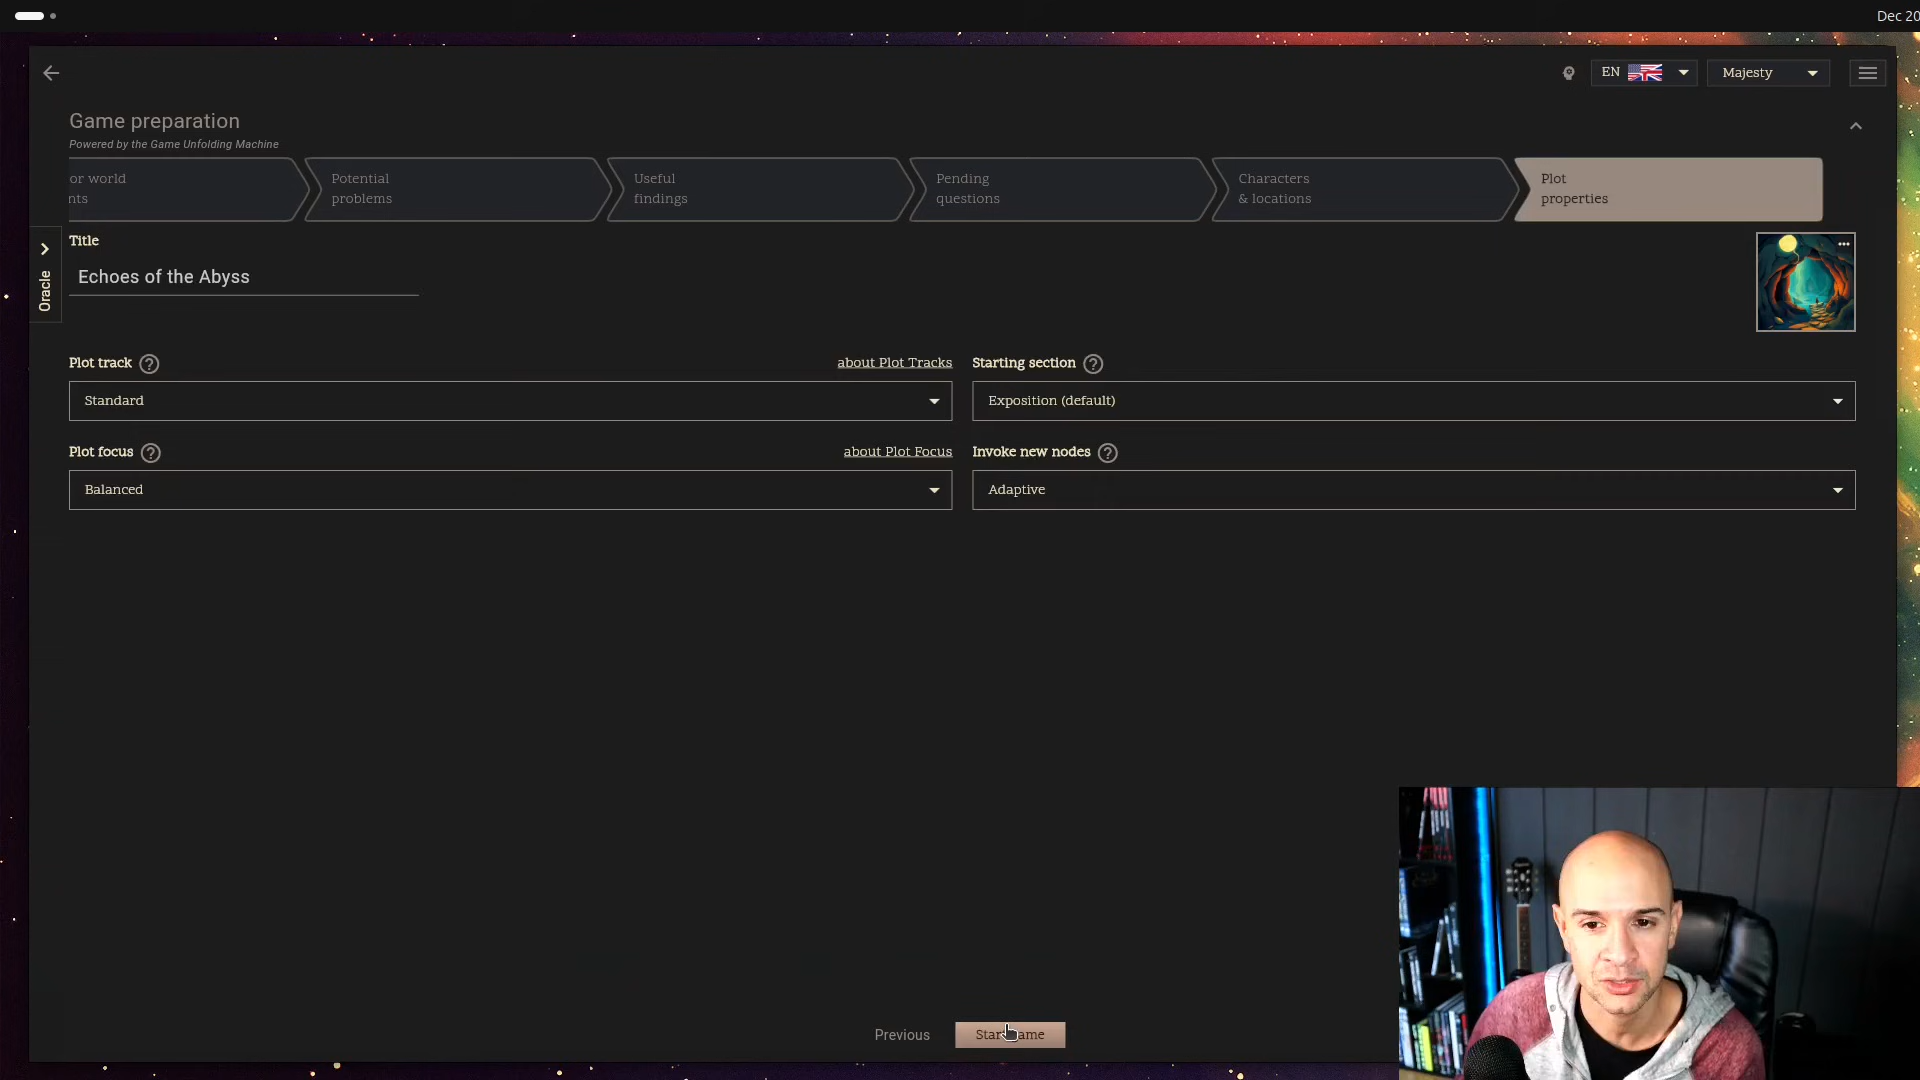 Dec 20
EN
Majesty
Game preparation
Powered by the Game Unfolding Machine
or world
nts
Potential
problems
Useful
findings
Pending
questions
Characters
& locations
Plot
properties
Oracle
Title
Echoes of the Abyss
Plot track
about Plot Tracks
Starting section
Standard
Exposition (default)
Plot focus
about Plot Focus
Invoke new nodes
Balanced
Adaptive
Previous
Start Game